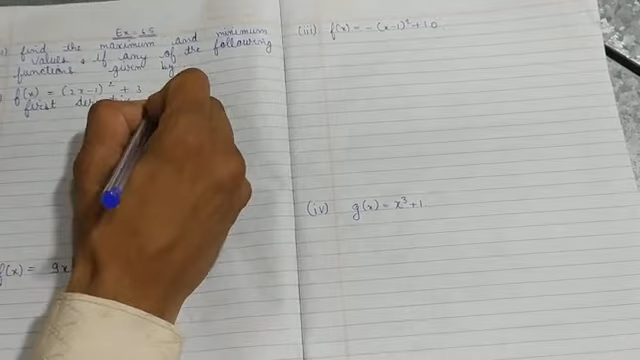 Ex-6.5
find the maximum and minimum
values, if any of the following
functions given by
f(x) = (2x-1)² + 3
first
f(x) = 9x
(iii) f(x) = -(x-1)² + 10
(iv) g(x) = x³ + 1